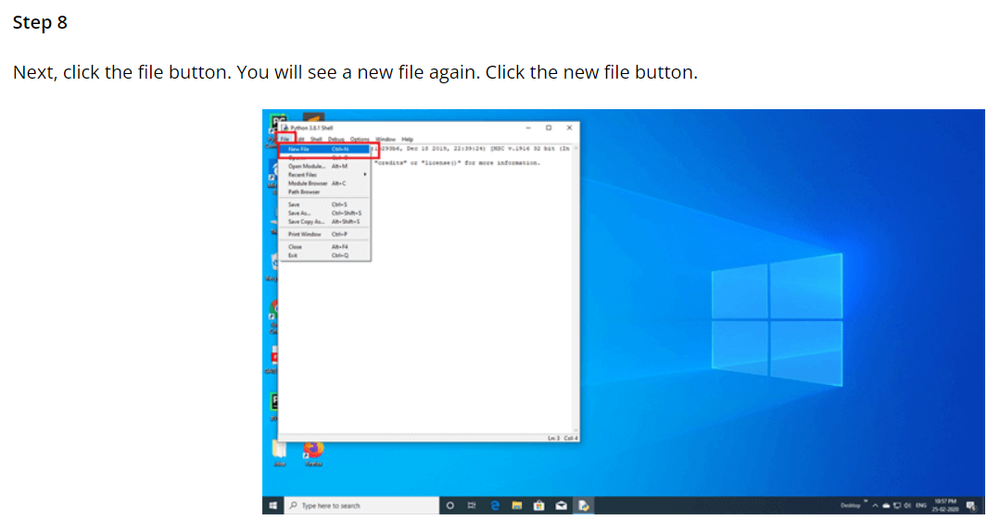 Step 8
Next, click the file button. You will see a new file again. Click the new file button.
Python 3.8.1 Shell
File Edit Shell Debug Options Window Help
New File Ctrl+N
Dec 18 2019, 22:39:24) [MSC v.1916 32 bit (In
Open... Ctrl+O
"credits" or "license()" for more information.
Open Module... Alt+M
Recent Files
Module Browser Alt+C
Path Browser
Save Ctrl+S
Save As... Ctrl+Shift+S
Save Copy As... Alt+Shift+S
Print Window Ctrl+P
Close Alt+F4
Exit Ctrl+Q
Ln: 3 Col: 4
Type here to search
Desktop
ENG
10:57 PM
25-02-2020